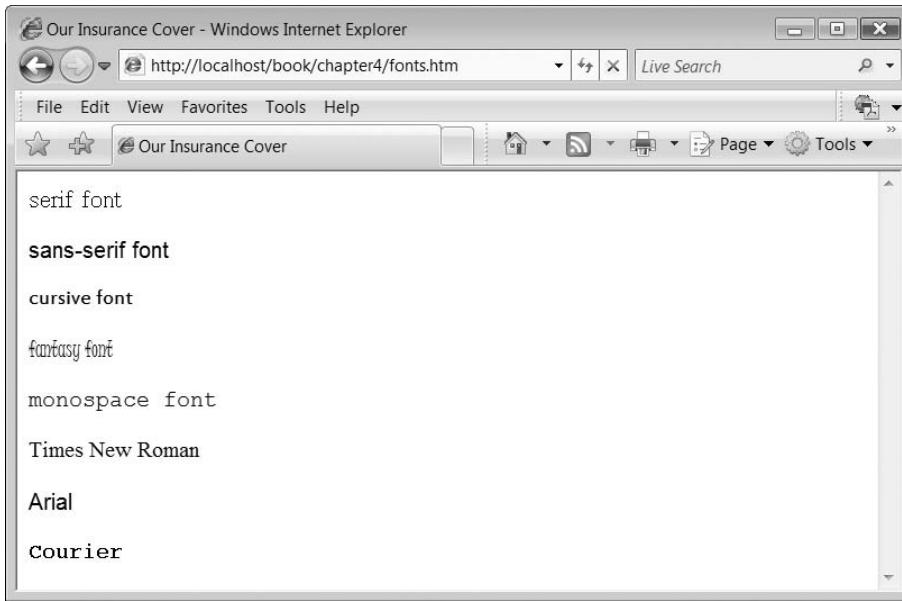 Our Insurance Cover - Windows Internet Explorer
http://localhost/book/chapter4/fonts.htm Live Search
File Edit View Favorites Tools Help
Our Insurance Cover Page Tools
serif font
sans-serif font
cursive font
fantasy font
monospace font
Times New Roman
Arial
Courier